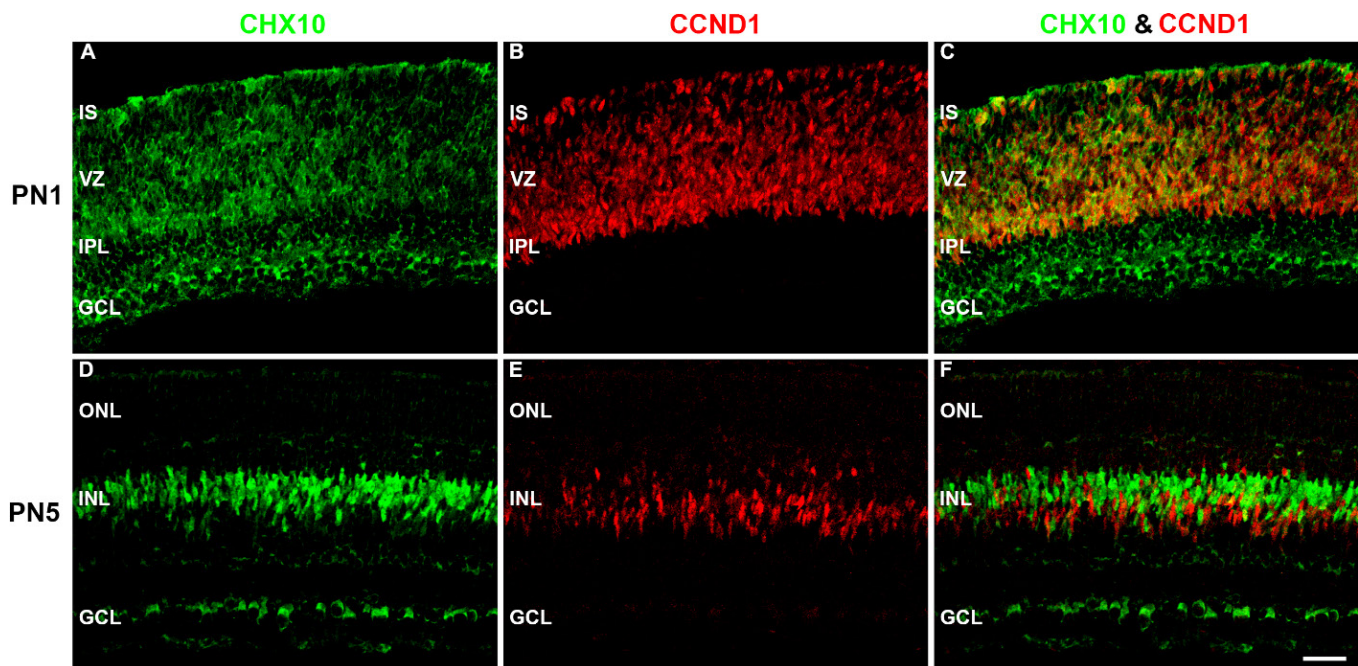 CHX10 CCND1 CHX10 & CCND1
A B C
IS IS IS
PN1
VZ VZ VZ
IPL IPL IPL
GCL GCL GCL
D E F
ONL ONL ONL
PN5
INL INL INL
GCL GCL GCL